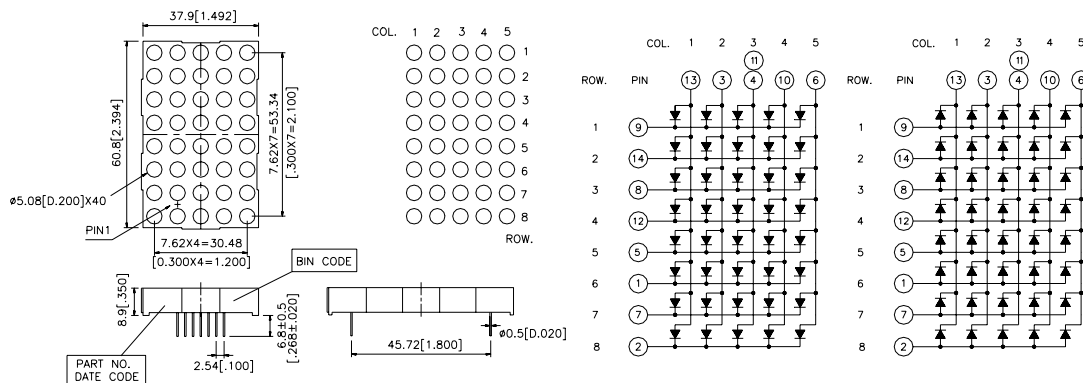 37.9[1.492]
60.8[2.394]
7.62X7=53.34
[.300X7=2.100]
ø5.08[D.200]X40
PIN1
7.62X4=30.48
[0.300X4=1.200]
BIN CODE
8.9[.350]
6.8±0.5
[.268±.020]
2.54[.100]
PART NO.
DATE CODE
45.72[1.800]
ø0.5[D.020]
COL. 1 2 3 4 5
1
2
3
4
5
6
7
8
ROW.
COL. 1 2 3 4 5
11
ROW. PIN 13 3 4 10 6
1 9
2 14
3 8
4 12
5 5
6 1
7 7
8 2
COL. 1 2 3 4 5
11
ROW. PIN 13 3 4 10 6
1 9
2 14
3 8
4 12
5 5
6 1
7 7
8 2